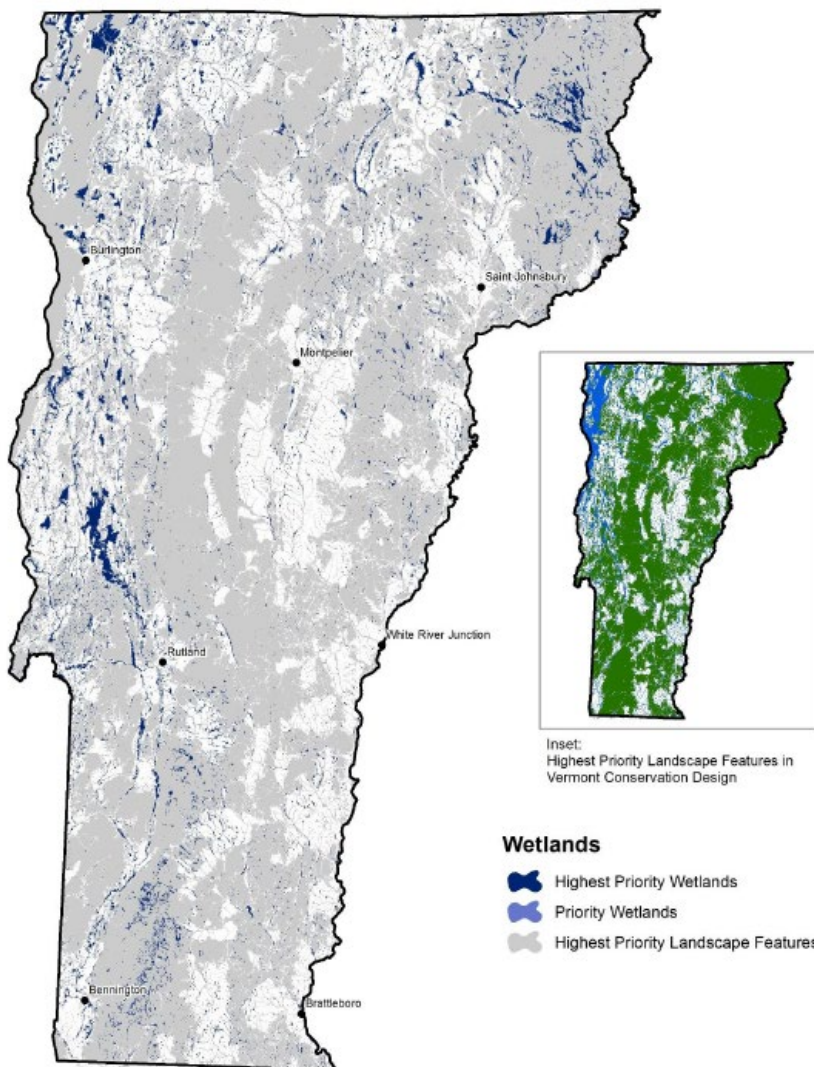 Burlington
Saint Johnsbury
Montpelier
White River Junction
Rutland
Inset:
Highest Priority Landscape Features in
Vermont Conservation Design
Wetlands
Highest Priority Wetlands
Priority Wetlands
Highest Priority Landscape Features
Bennington
Brattleboro